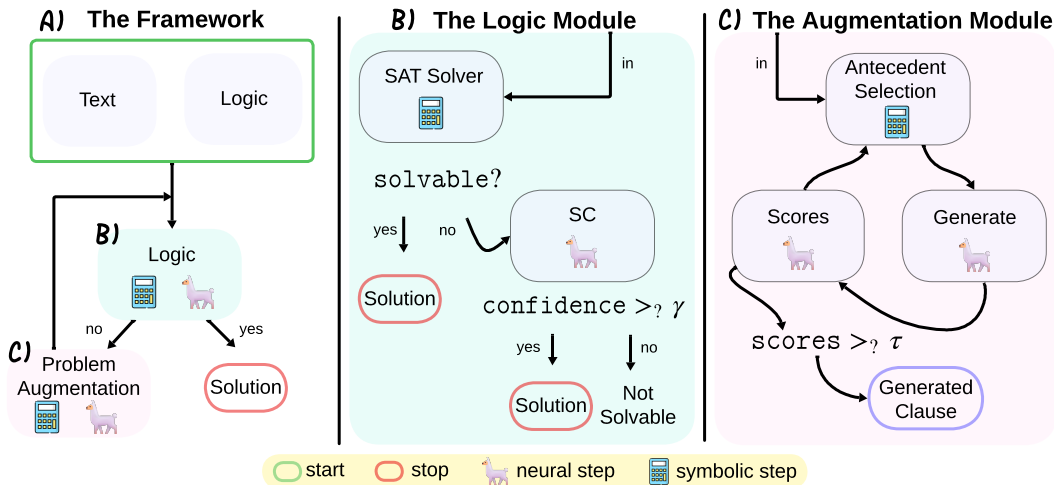 A)
The Framework
Text
Logic
B)
Logic
no
yes
C)
Problem
Augmentation
Solution
B)
The Logic Module
in
SAT Solver
solvable?
yes
no
SC
Solution
confidence >? γ
yes
no
Solution
Not
Solvable
C)
The Augmentation Module
in
Antecedent
Selection
Scores
Generate
scores >? τ
Generated
Clause
start
stop
neural step
symbolic step